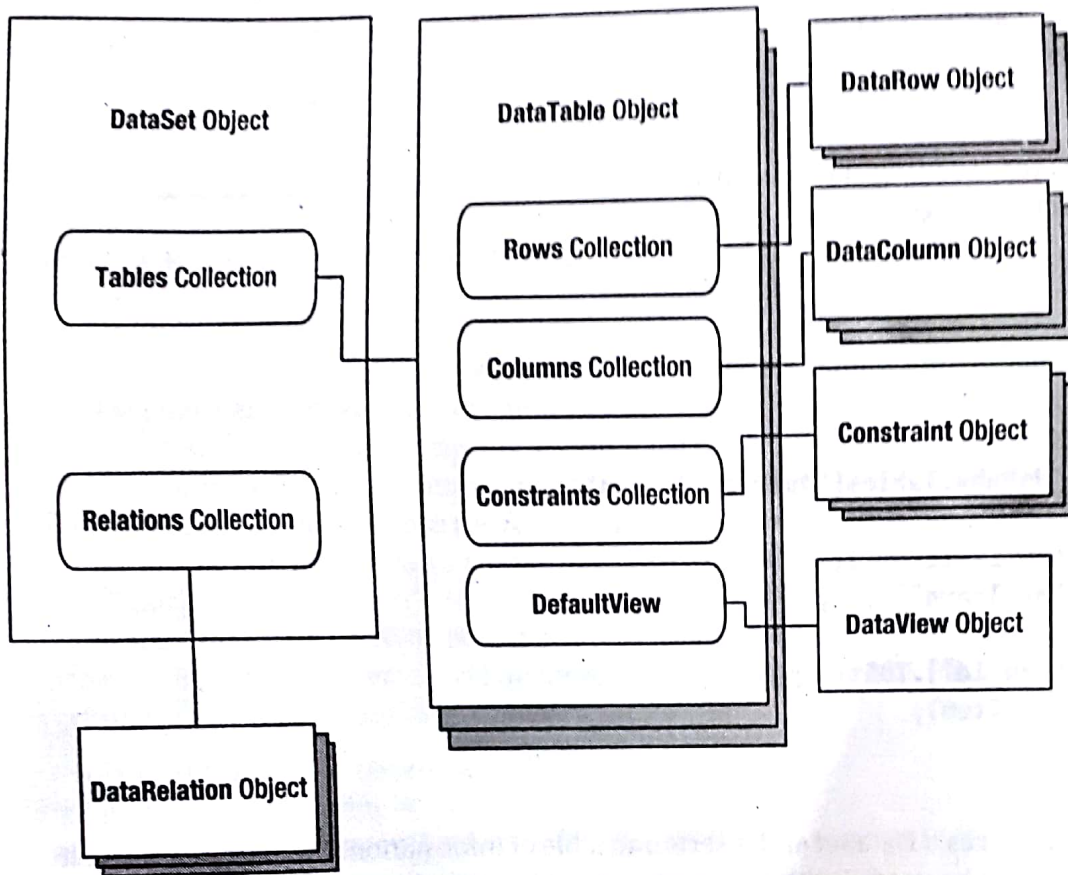 DataSet Object
Tables Collection
Relations Collection
DataRelation Object
DataTable Object
Rows Collection
Columns Collection
Constraints Collection
DefaultView
DataRow Object
DataColumn Object
Constraint Object
DataView Object